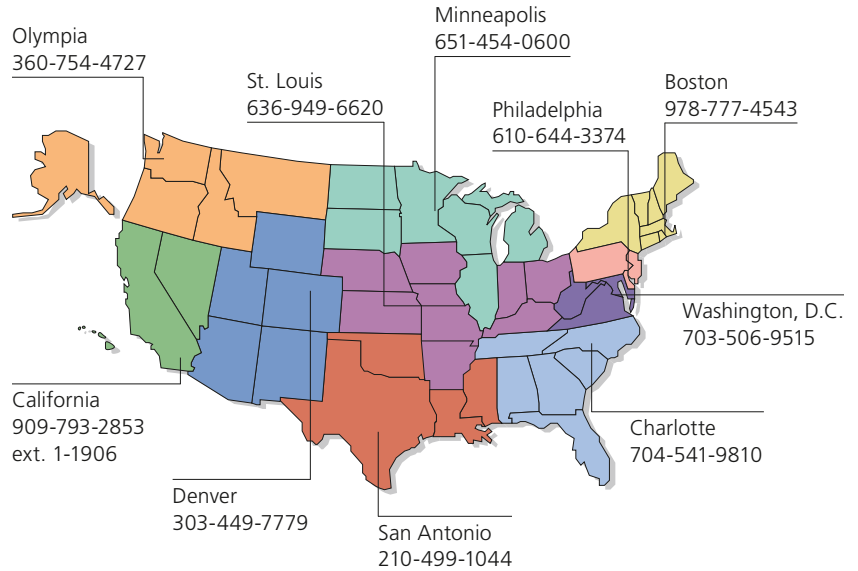 Minneapolis
651-454-0600
Olympia
360-754-4727
St. Louis
636-949-6620
Boston
978-777-4543
Philadelphia
610-644-3374
Washington, D.C.
703-506-9515
California
909-793-2853
ext. 1-1906
Charlotte
704-541-9810
Denver
303-449-7779
San Antonio
210-499-1044